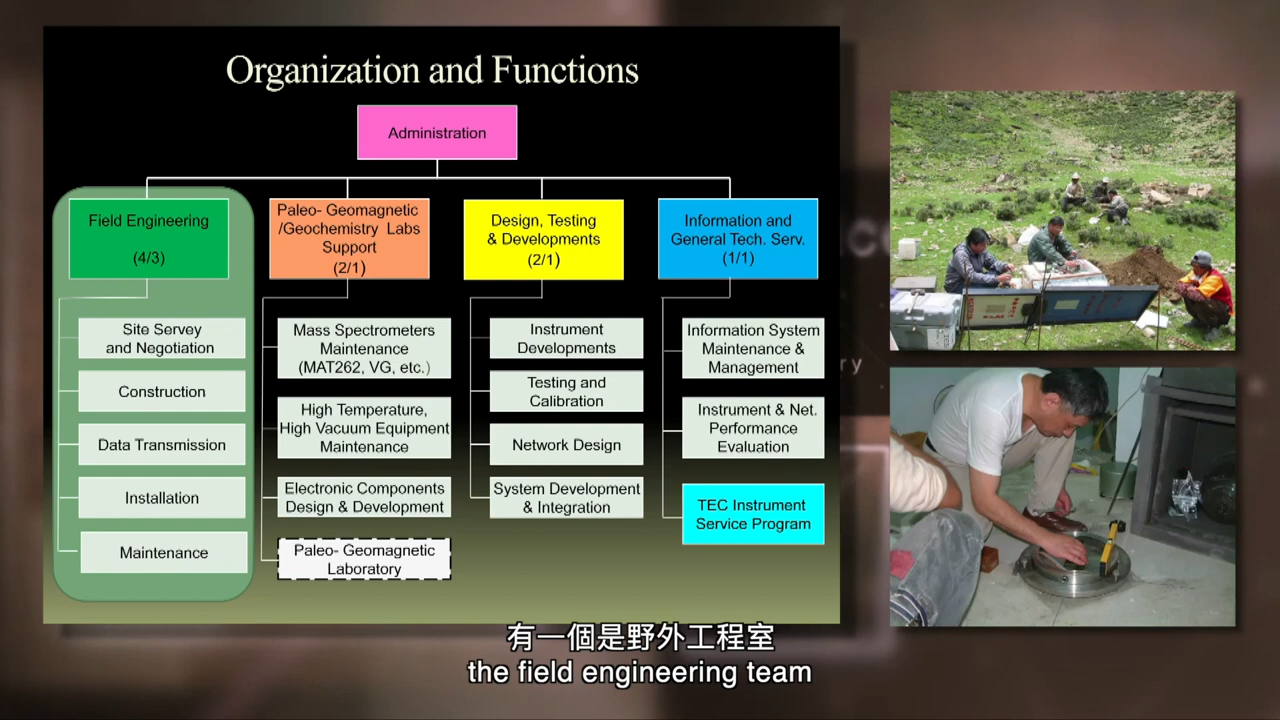 Organization and Functions
Administration
Field Engineering
(4/3)
Site Servey
and Negotiation
Construction
Data Transmission
Installation
Maintenance
Paleo- Geomagnetic
/Geochemistry Labs
Support
(2/1)
Mass Spectrometers
Maintenance
(MAT262, VG, etc.)
High Temperature,
High Vacuum Equipment
Maintenance
Electronic Components
Design & Development
Paleo- Geomagnetic
Laboratory
Design, Testing
& Developments
(2/1)
Instrument
Developments
Testing and
Calibration
Network Design
System Development
& Integration
Information and
General Tech. Serv.
(1/1)
Information System
Maintenance &
Management
Instrument & Net.
Performance
Evaluation
TEC Instrument
Service Program
有一個是野外工程室
the field engineering team